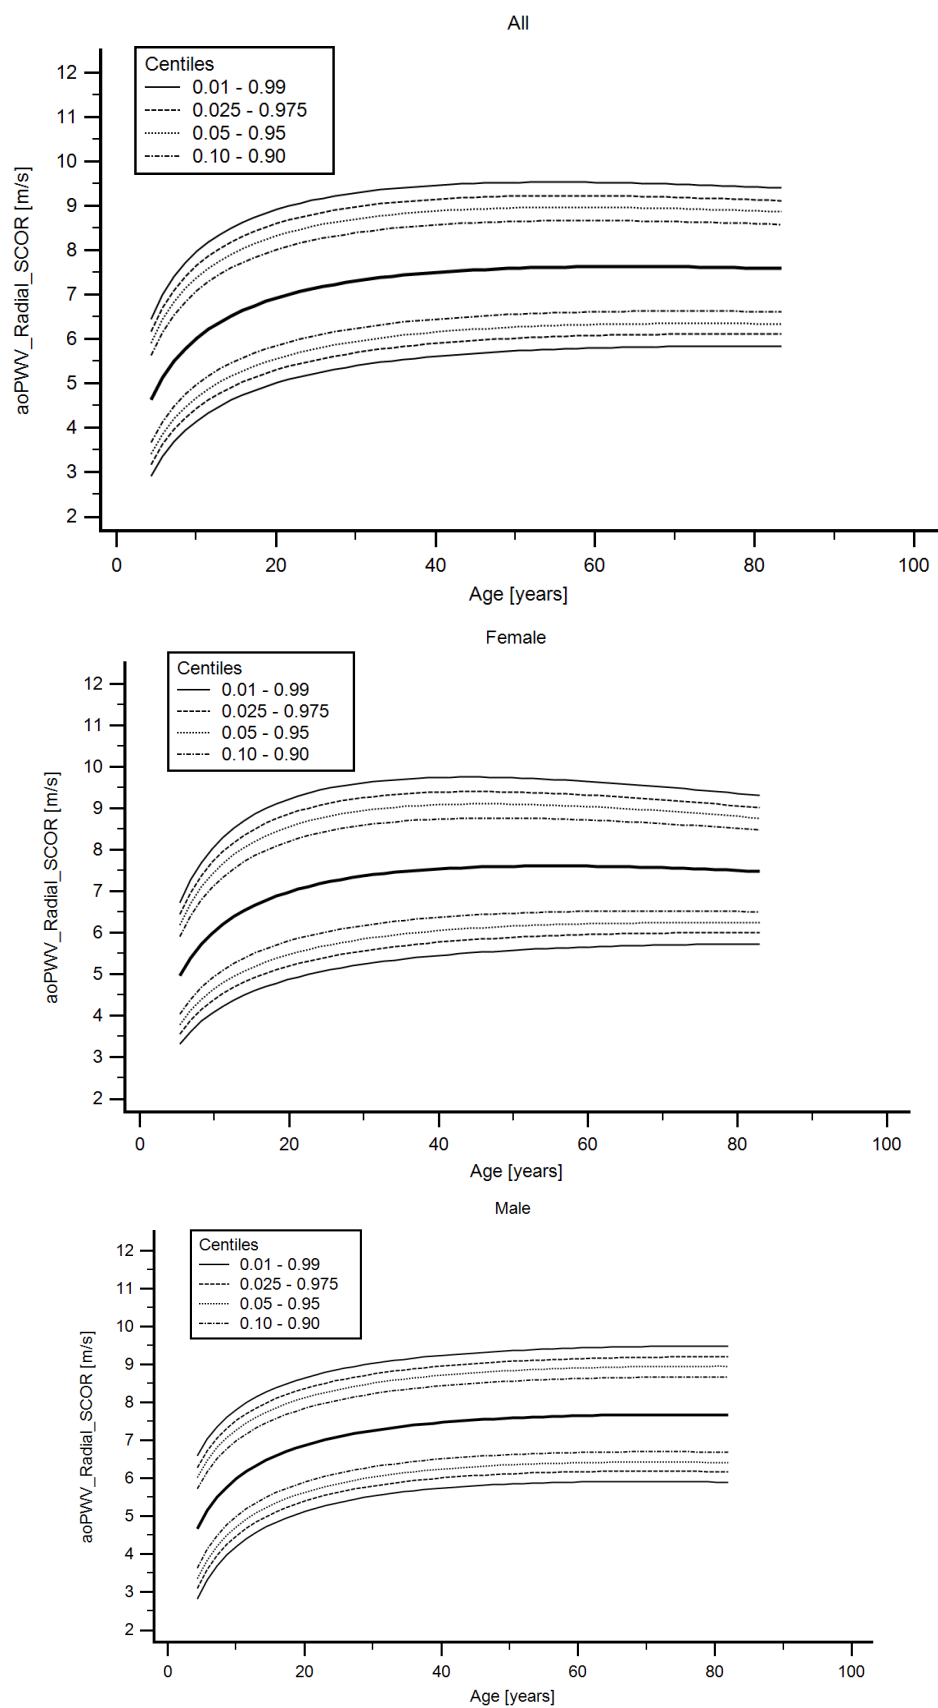 All
Centiles
0.01 - 0.99
0.025 - 0.975
0.05 - 0.95
0.10 - 0.90
aoPWV_Radial_SCOR [m/s]
12
11
10
9
8
7
6
5
4
3
2
0 20 40 60 80 100
Age [years]
Female
Centiles
0.01 - 0.99
0.025 - 0.975
0.05 - 0.95
0.10 - 0.90
aoPWV_Radial_SCOR [m/s]
12
11
10
9
8
7
6
5
4
3
2
0 20 40 60 80 100
Age [years]
Male
Centiles
0.01 - 0.99
0.025 - 0.975
0.05 - 0.95
0.10 - 0.90
aoPWV_Radial_SCOR [m/s]
12
11
10
9
8
7
6
5
4
3
2
0 20 40 60 80 100
Age [years]